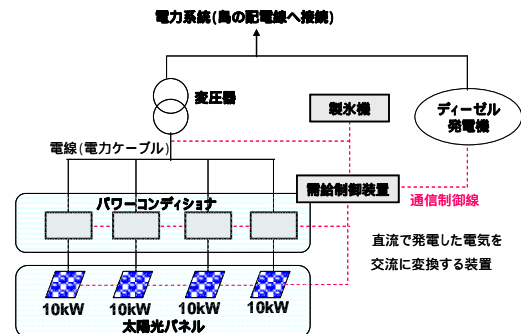 電力系統(島の配電線へ接続)
変圧器
製氷機
ディーゼル
発電機
電線(電力ケーブル)
需給制御装置
通信制御線
パワーコンディショナ
直流で発電した電気を
交流に変換する装置
10kW 10kW 10kW 10kW
太陽光パネル